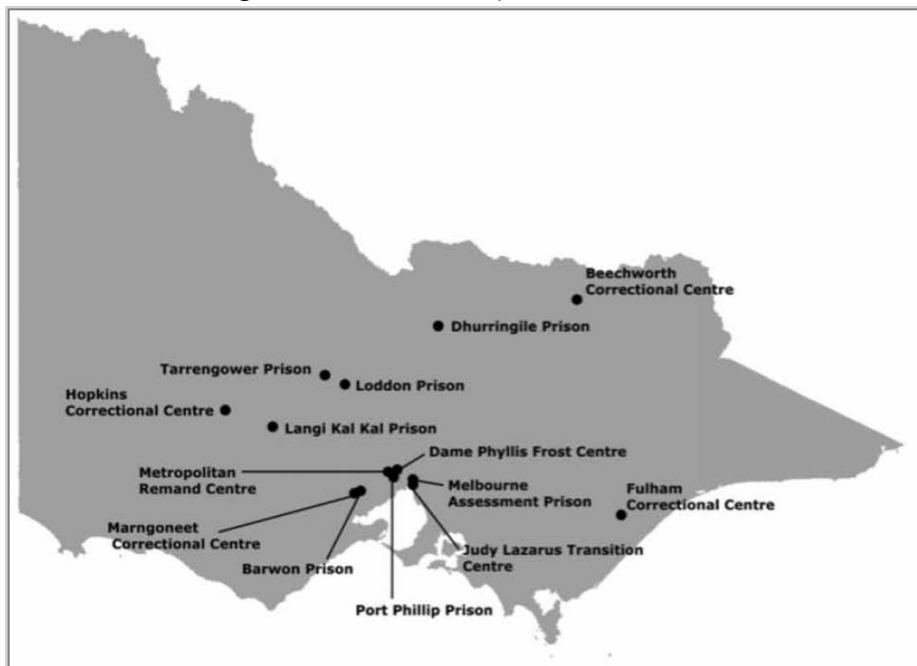 Beechworth
Correctional Centre
Dhurringile Prison
Tarrengower Prison
Loddon Prison
Hopkins
Correctional Centre
Langi Kal Kal Prison
Dame Phyllis Frost Centre
Metropolitan
Remand Centre
Melbourne
Assessment Prison
Fulham
Correctional Centre
Marngoneet
Correctional Centre
Judy Lazarus Transition
Centre
Barwon Prison
Port Phillip Prison